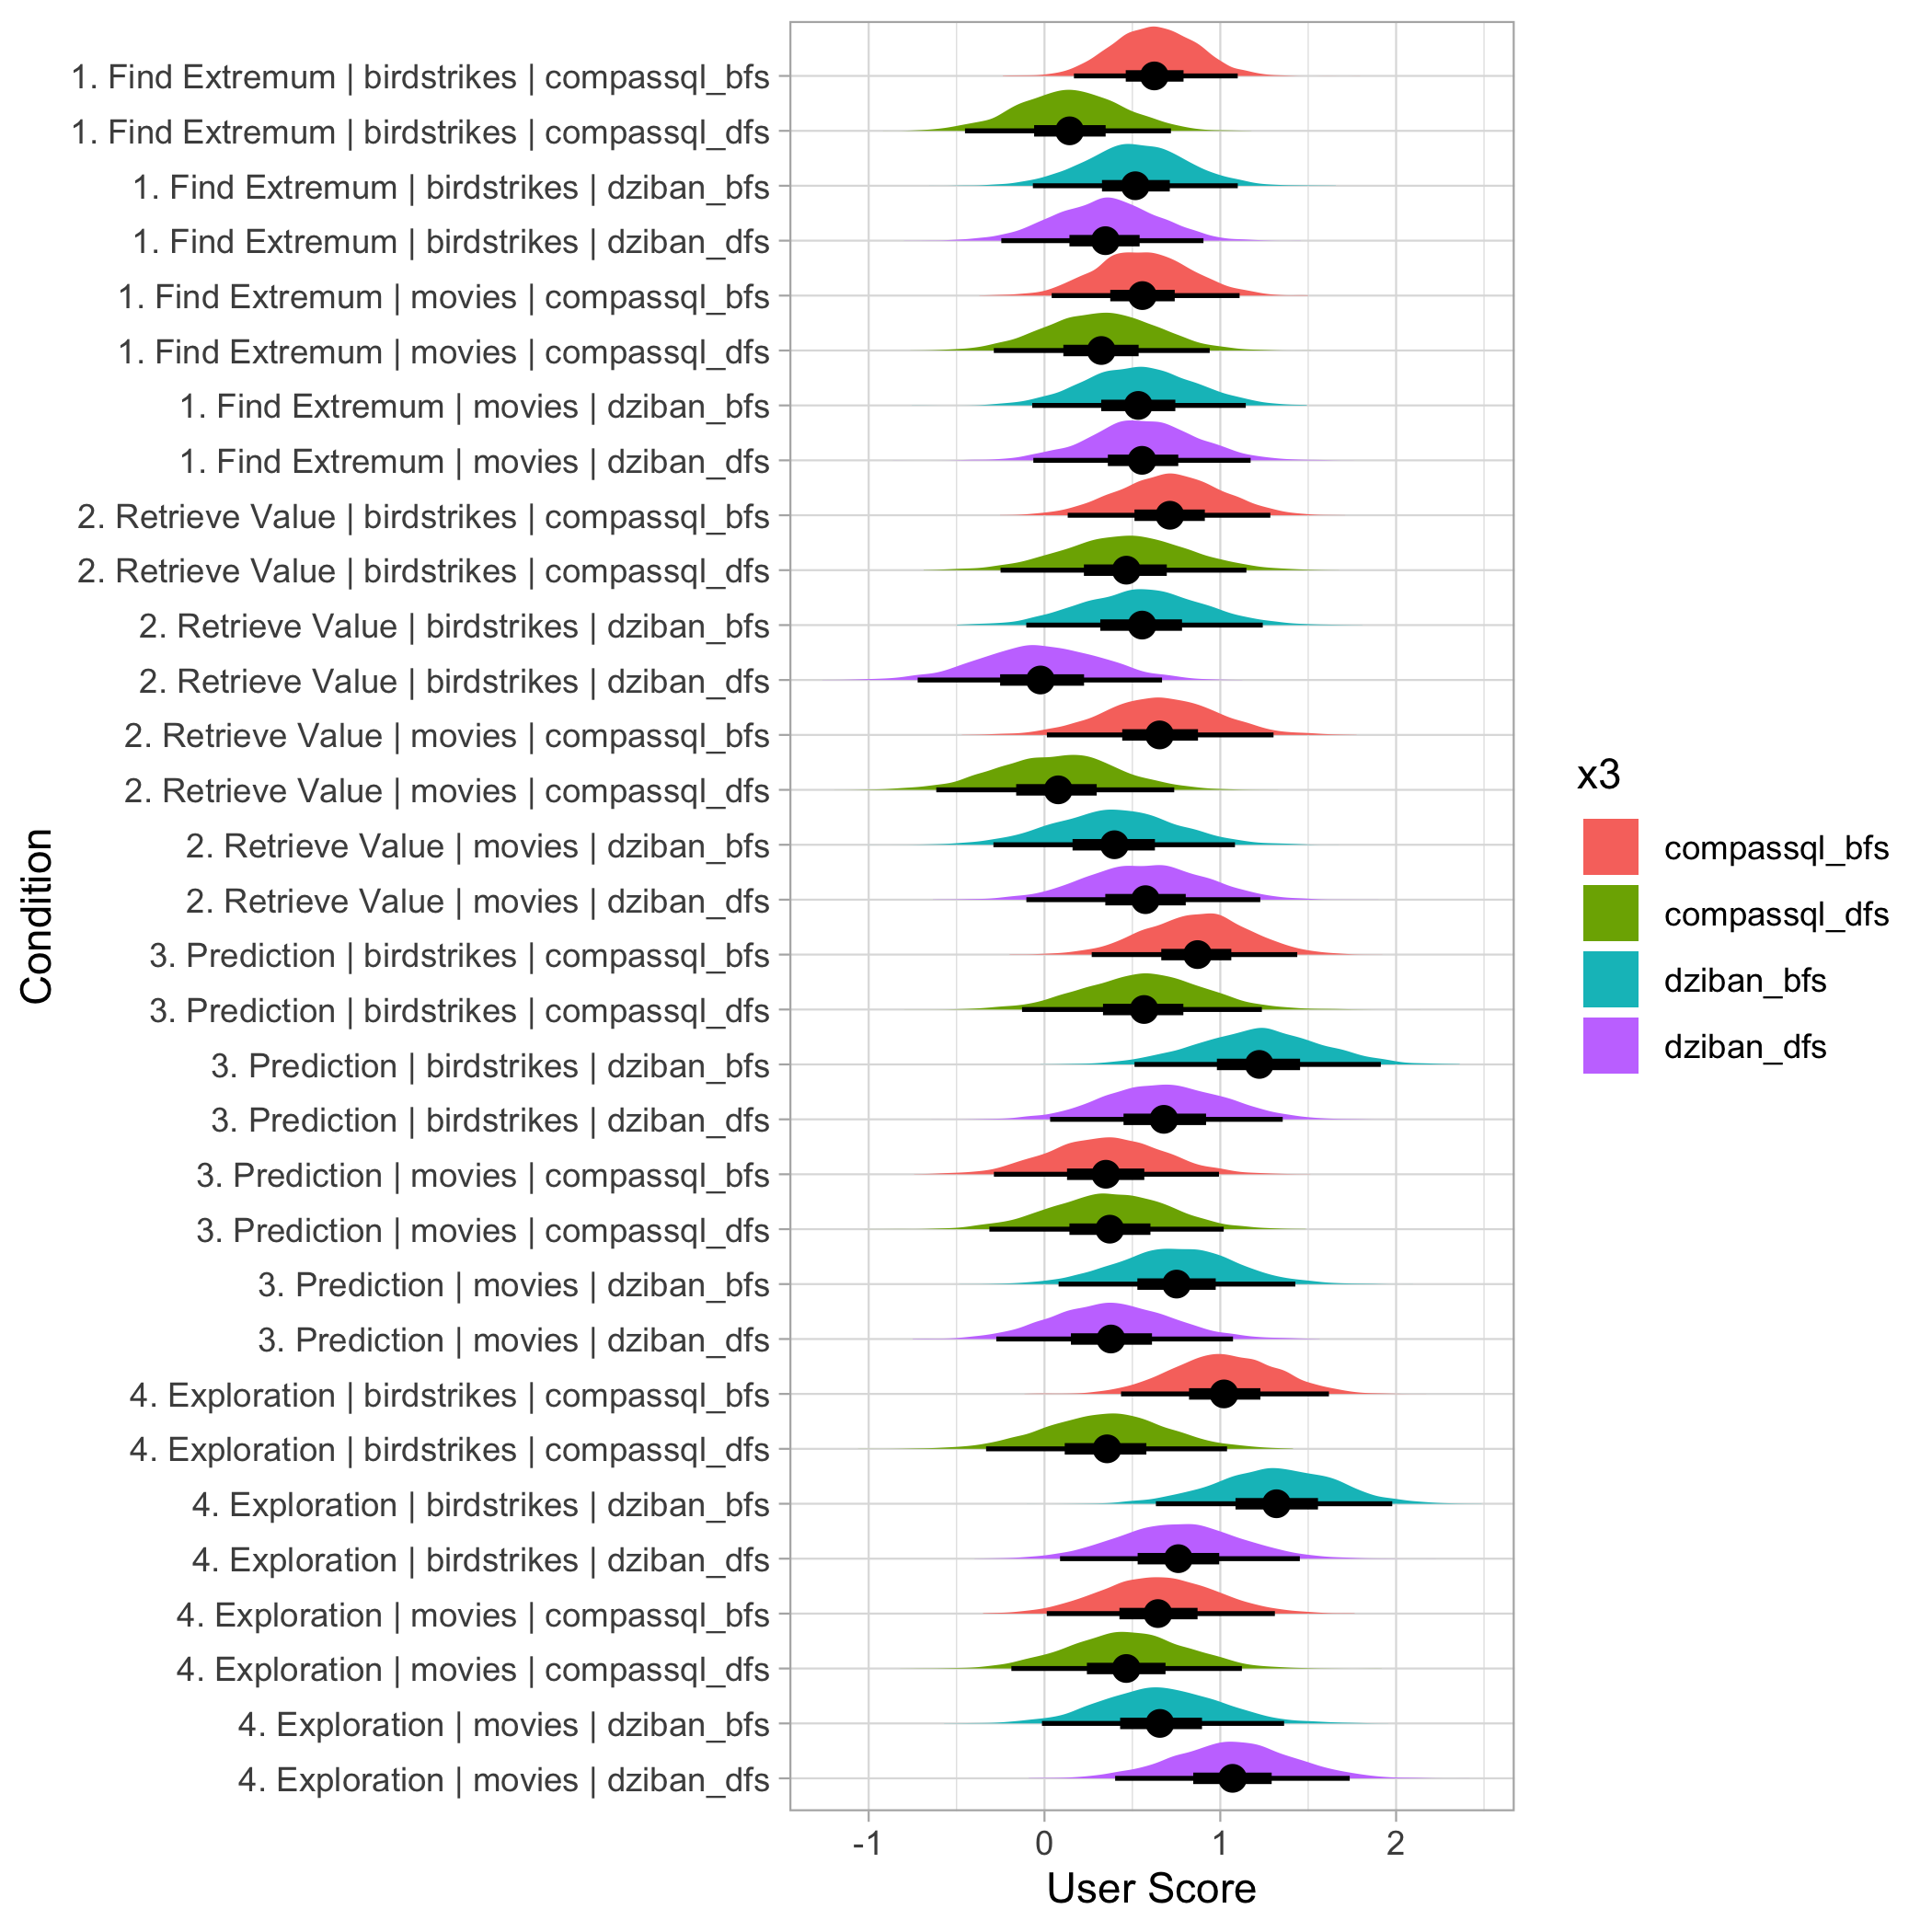 1. Find Extremum | birdstrikes | compassql_bfs
1. Find Extremum | birdstrikes | compassql_dfs
1. Find Extremum | birdstrikes | dziban_bfs
1. Find Extremum | birdstrikes | dziban_dfs
1. Find Extremum | movies | compassql_bfs
1. Find Extremum | movies | compassql_dfs
1. Find Extremum | movies | dziban_bfs
1. Find Extremum | movies | dziban_dfs
2. Retrieve Value | birdstrikes | compassql_bfs
2. Retrieve Value | birdstrikes | compassql_dfs
2. Retrieve Value | birdstrikes | dziban_bfs
2. Retrieve Value | birdstrikes | dziban_dfs
2. Retrieve Value | movies | compassql_bfs
2. Retrieve Value | movies | compassql_dfs
2. Retrieve Value | movies | dziban_bfs
2. Retrieve Value | movies | dziban_dfs
3. Prediction | birdstrikes | compassql_bfs
3. Prediction | birdstrikes | compassql_dfs
3. Prediction | birdstrikes | dziban_bfs
3. Prediction | birdstrikes | dziban_dfs
3. Prediction | movies | compassql_bfs
3. Prediction | movies | compassql_dfs
3. Prediction | movies | dziban_bfs
3. Prediction | movies | dziban_dfs
4. Exploration | birdstrikes | compassql_bfs
4. Exploration | birdstrikes | compassql_dfs
4. Exploration | birdstrikes | dziban_bfs
4. Exploration | birdstrikes | dziban_dfs
4. Exploration | movies | compassql_bfs
4. Exploration | movies | compassql_dfs
4. Exploration | movies | dziban_bfs
4. Exploration | movies | dziban_dfs
Condition
-1 0 1 2
User Score
x3
compassql_bfs
compassql_dfs
dziban_bfs
dziban_dfs